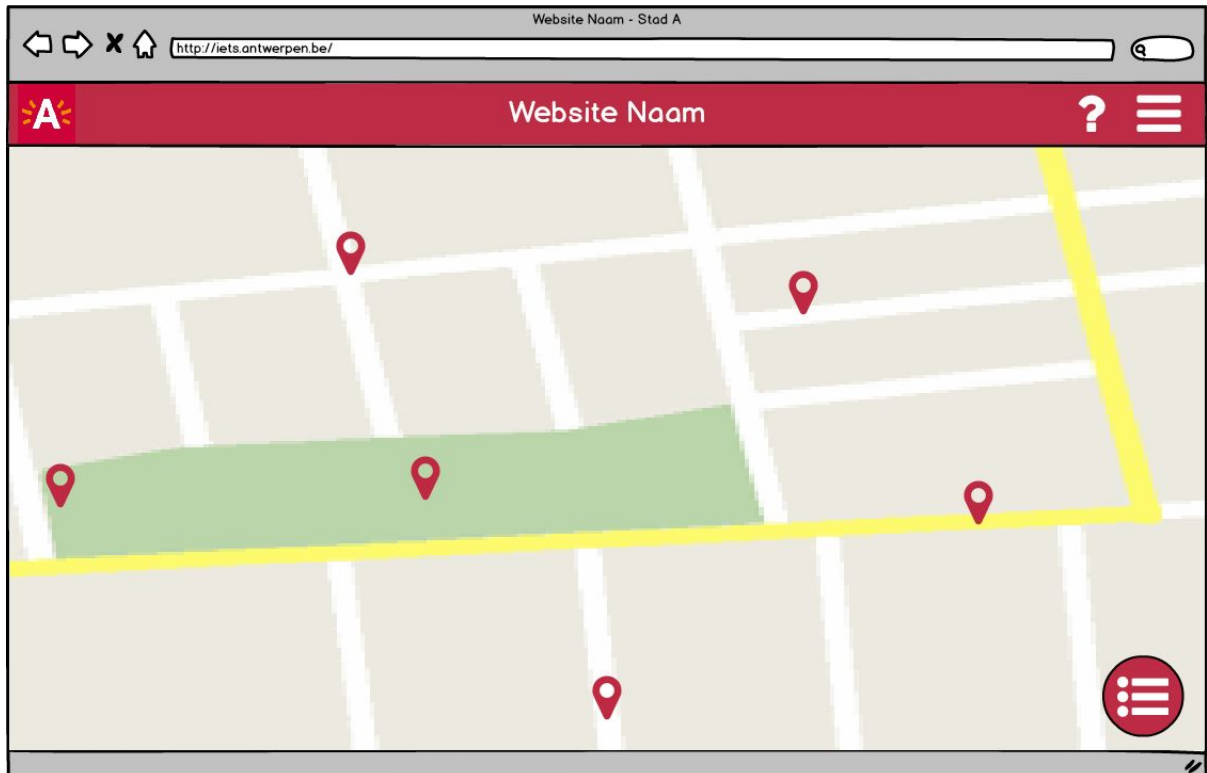 Website Naam - Stad A
http://iets.antwerpen.be/
A
Website Naam
?